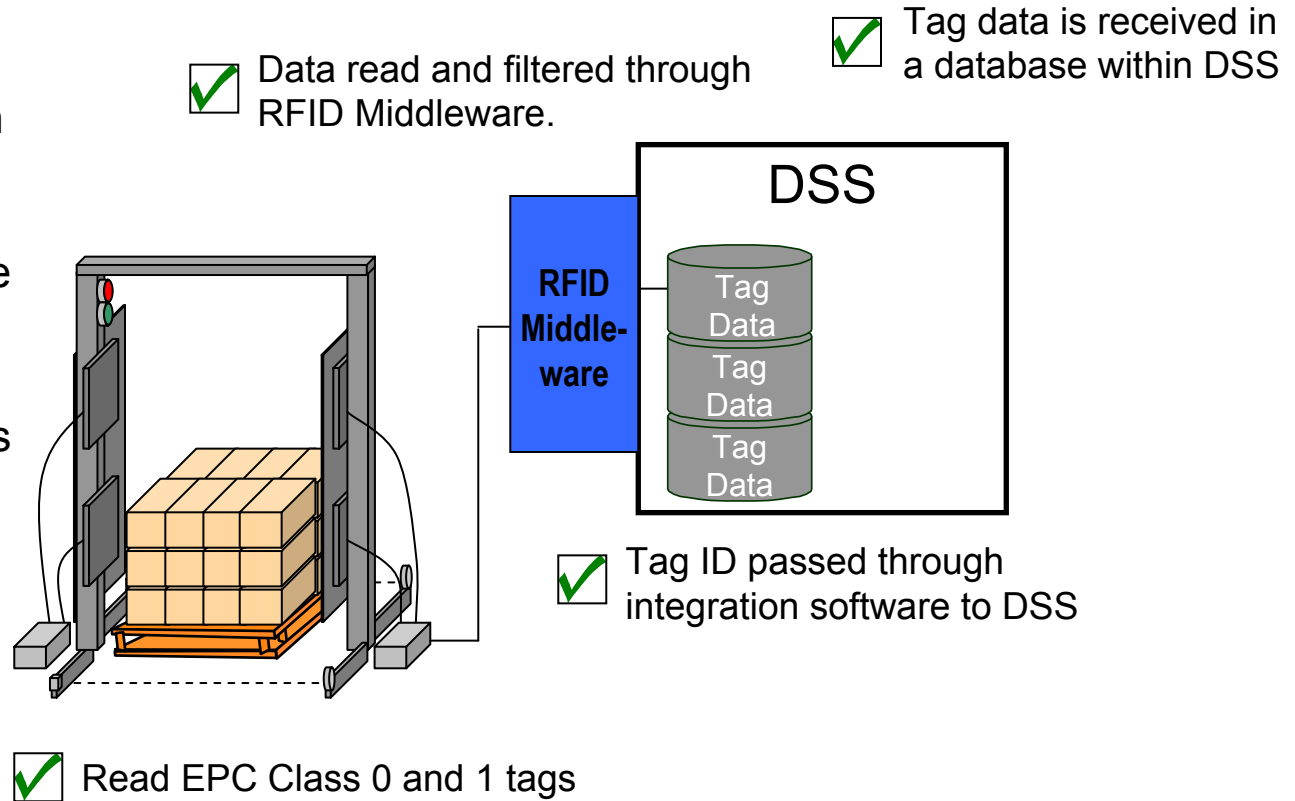 Tag data is received in
a database within DSS
Data read and filtered through
RFID Middleware.
DSS
RFID
Middle-
ware
Tag
Data
Tag
Data
Tag
Data
Tag ID passed through
integration software to DSS
Read EPC Class 0 and 1 tags